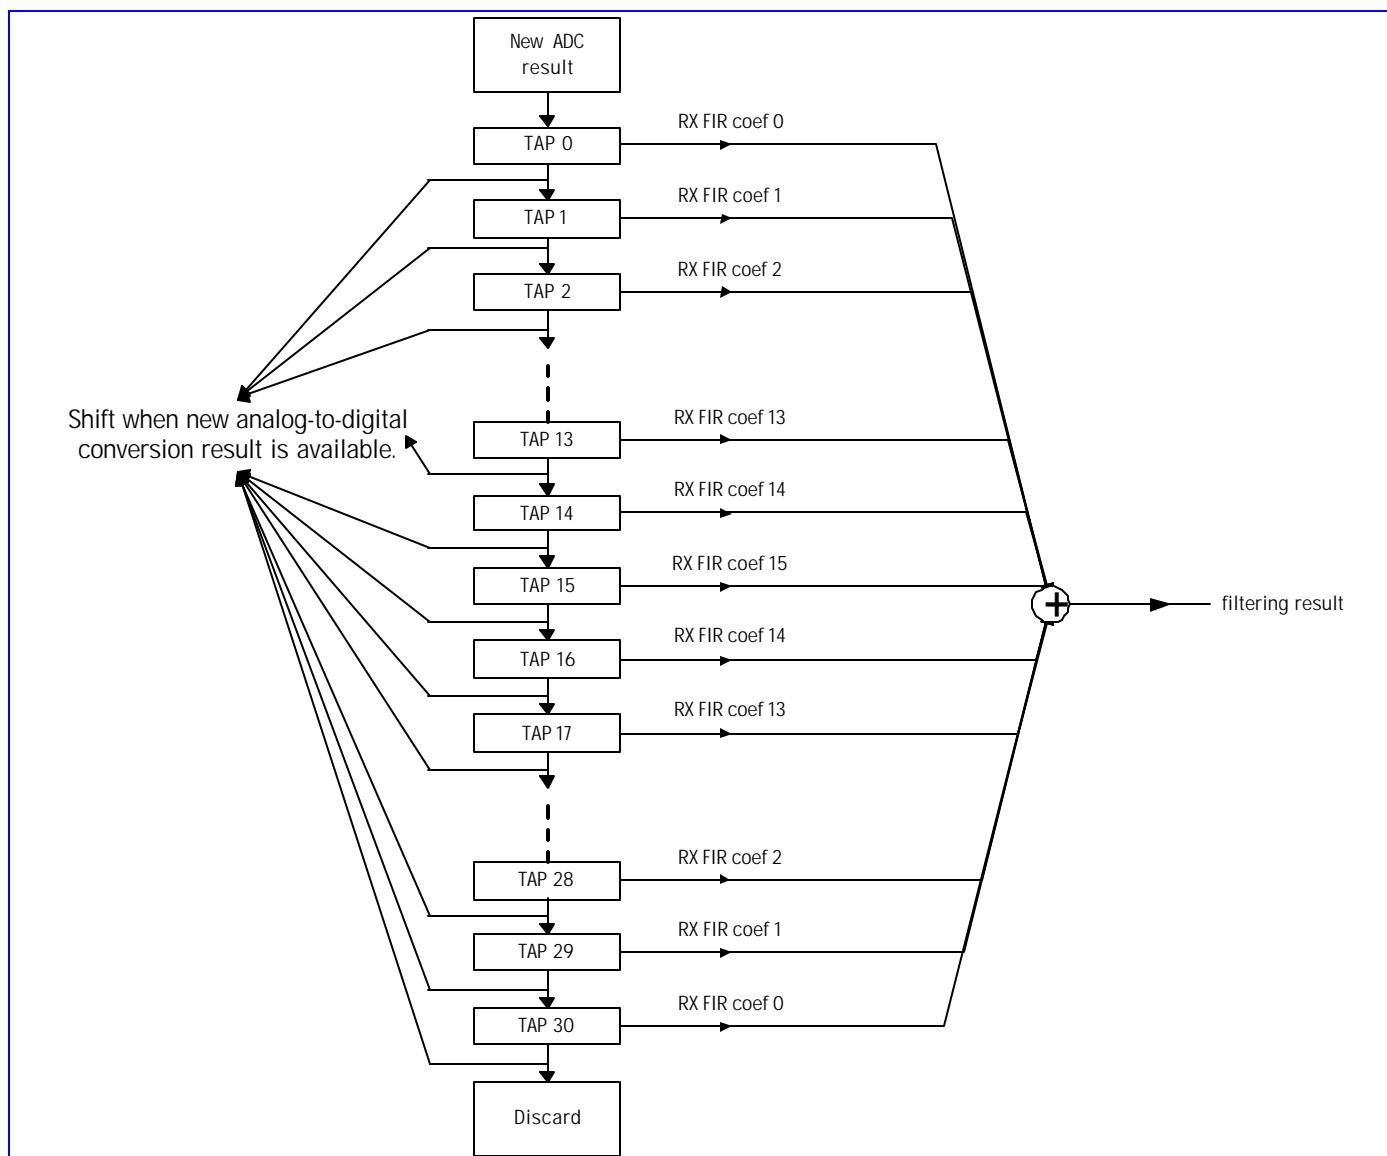 New ADC
result
TAP 0
RX FIR coef 0
TAP 1
RX FIR coef 1
TAP 2
RX FIR coef 2
Shift when new analog-to-digital
conversion result is available.
TAP 13
RX FIR coef 13
TAP 14
RX FIR coef 14
TAP 15
RX FIR coef 15
+
filtering result
TAP 16
RX FIR coef 14
TAP 17
RX FIR coef 13
TAP 28
RX FIR coef 2
TAP 29
RX FIR coef 1
TAP 30
RX FIR coef 0
Discard